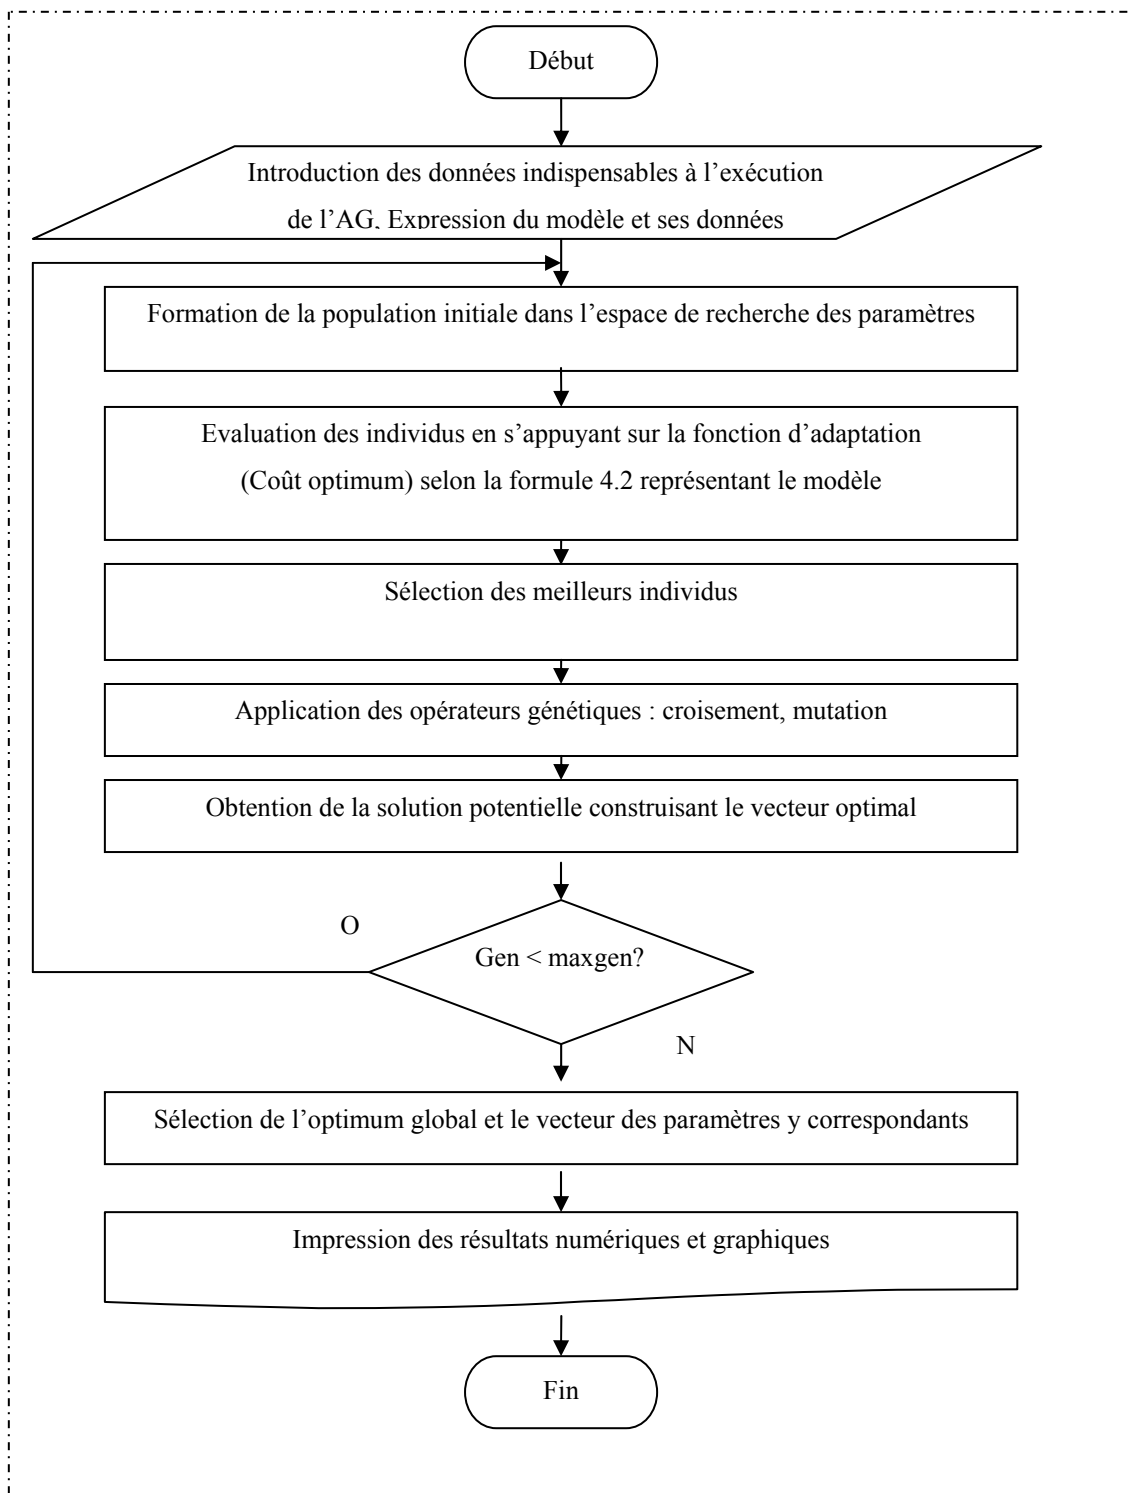 Début
Introduction des données indispensables à l’exécution
de l’AG, Expression du modèle et ses données
Formation de la population initiale dans l’espace de recherche des paramètres
Evaluation des individus en s’appuyant sur la fonction d’adaptation
(Coût optimum) selon la formule 4.2 représentant le modèle
Sélection des meilleurs individus
Application des opérateurs génétiques : croisement, mutation
Obtention de la solution potentielle construisant le vecteur optimal
O
Gen < maxgen?
N
Sélection de l’optimum global et le vecteur des paramètres y correspondants
Impression des résultats numériques et graphiques
Fin